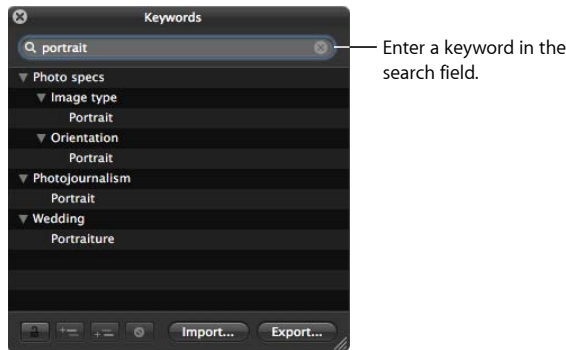 Keywords
portrait
Enter a keyword in the
search field.
Photo specs
Image type
Portrait
Orientation
Portrait
Photojournalism
Portrait
Wedding
Portraiture
Import... Export...